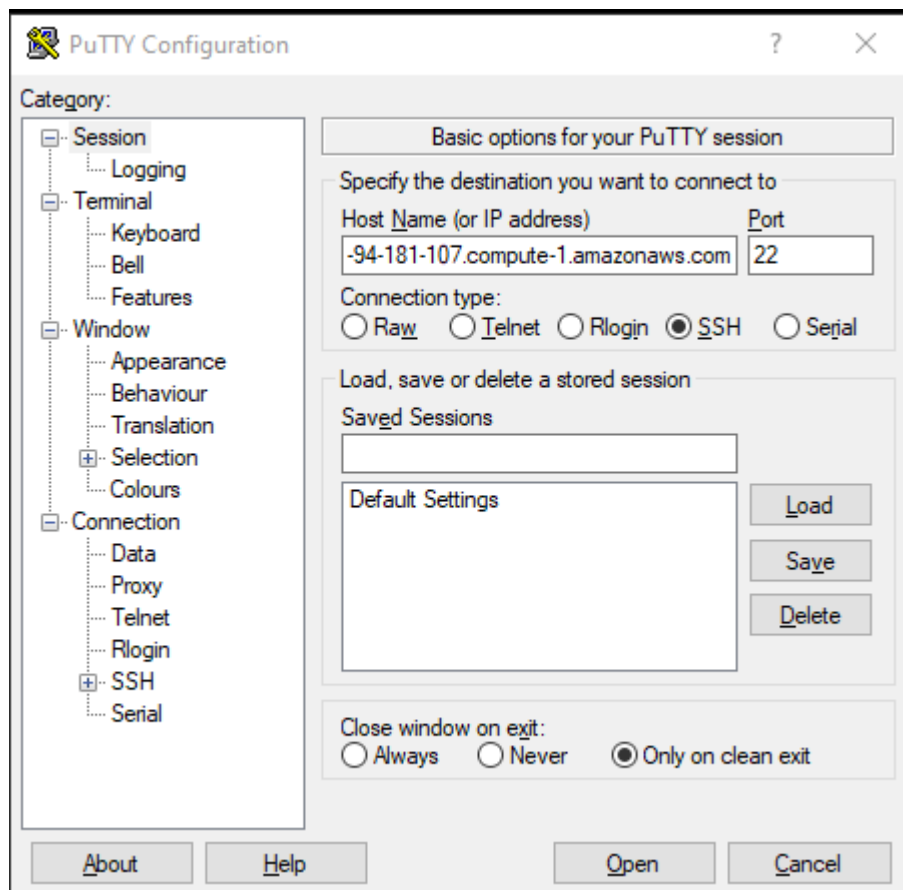 PuTTY Configuration
?
Category:
Session
Logging
Terminal
Keyboard
Bell
Features
Window
Appearance
Behaviour
Translation
Selection
Colours
Connection
Data
Proxy
Telnet
Rlogin
SSH
Serial
Basic options for your PuTTY session
Specify the destination you want to connect to
Host Name (or IP address) Port
-94-181-107.compute-1.amazonaws.com 22
Connection type:
Raw Telnet Rlogin SSH Serial
Load, save or delete a stored session
Saved Sessions
Default Settings
Load
Save
Delete
Close window on exit:
Always Never Only on clean exit
About Help Open Cancel